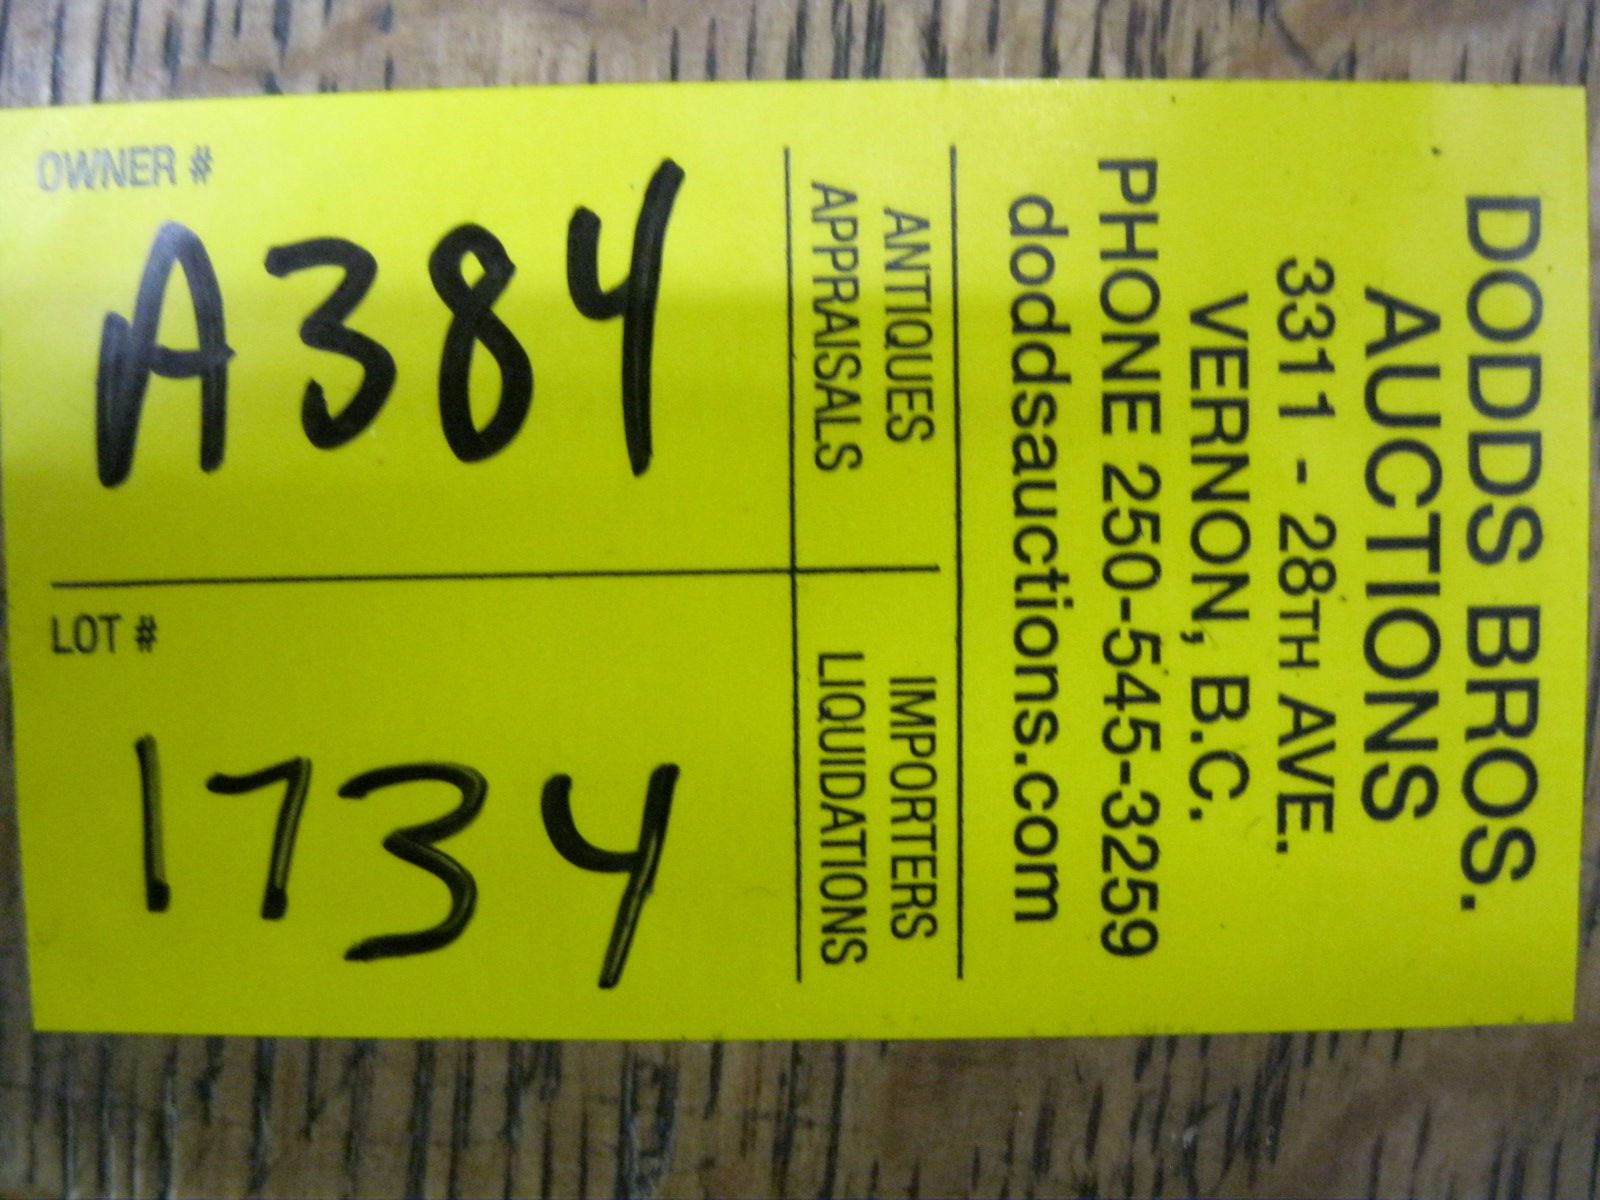 DODDS BROS.
AUCTIONS
3311 - 28TH AVE.
VERNON, B.C.
PHONE 250-545-3259
doddsauctions.com
ANTIQUES
APPRAISALS
IMPORTERS
LIQUIDATIONS
OWNER #
A384
LOT #
1734